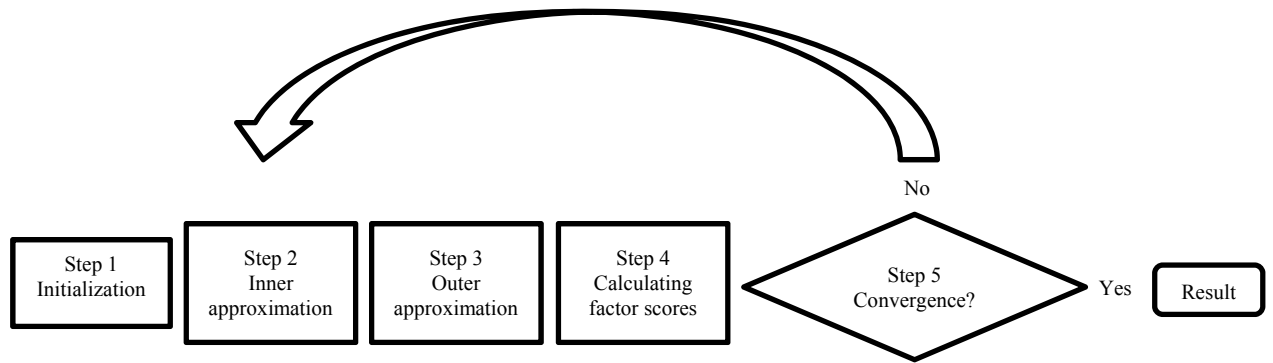 No
Step 1
Initialization
Step 2
Inner
approximation
Step 3
Outer
approximation
Step 4
Calculating
factor scores
Step 5
Convergence?
Yes
Result